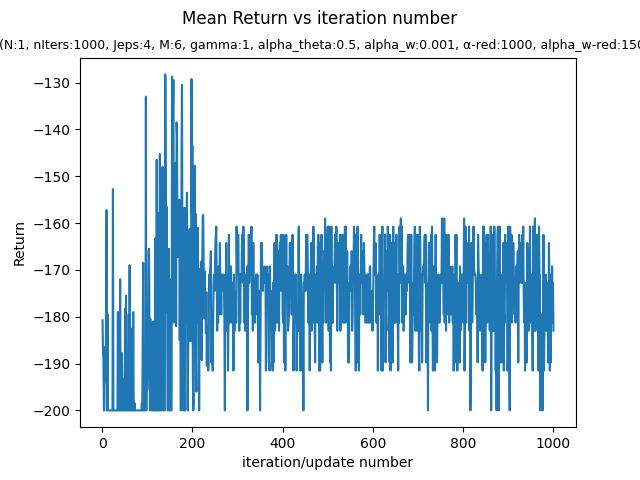 Mean Return vs iteration number
(N:1, nIters:1000, Jeps:4, M:6, gamma:1, alpha_theta:0.5, alpha_w:0.001, α-red:1000, alpha_w-red:150
−130
−140
−150
−160
−170
−180
−190
−200
Return
0 200 400 600 800 1000
iteration/update number